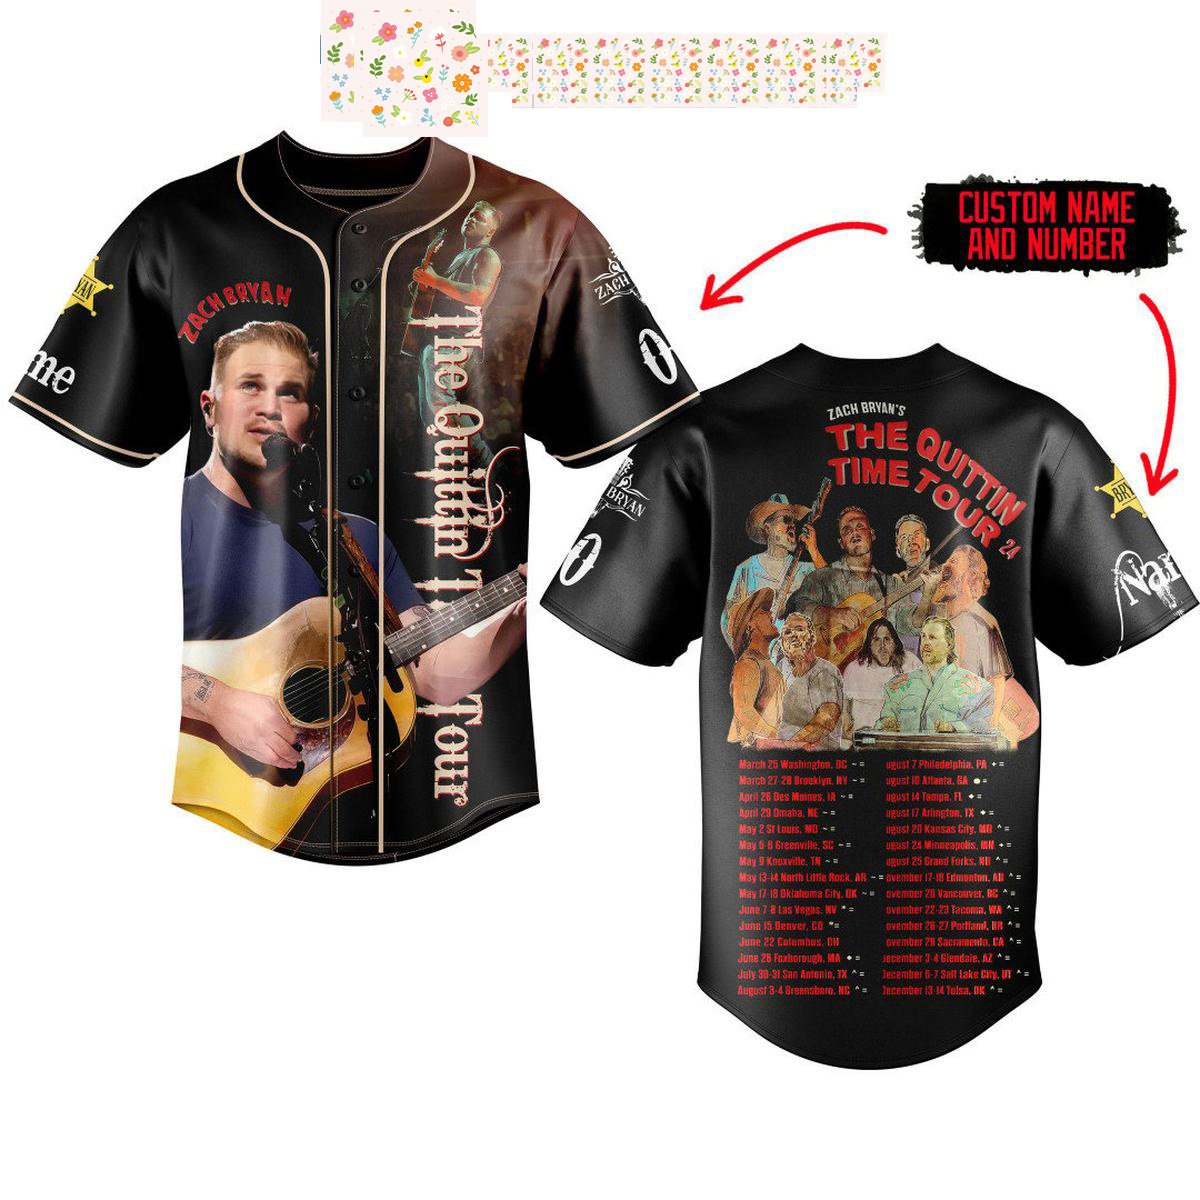 CUSTOM NAME
AND NUMBER
ZACH BRYAN
The Quittin
Tour
ZACH
0
ZACH BRYAN'S
THE QUITTIN
TIME TOUR
24
BRYAN
0
March 25 Washington, DC ~ =
March 27-28 Brooklyn, NY ~ =
April 26 Des Moines, IA ~ =
April 29 Omaha, NE ~ =
May 2 St Louis, MO ~ =
May 5-6 Greenville, SC ~ =
May 9 Knoxville, TN ~ =
May 13-14 North Little Rock, AR ~ =
May 17-18 Oklahoma City, OK ~ =
June 7-8 Las Vegas, NV * =
June 15 Denver, CO *=
June 22 Columbus, OH
June 26 Foxborough, MA + =
July 30-31 San Antonio, TX ^ =
August 3-4 Greensboro, NC ^ =
ugust 7 Philadelphia, PA + =
ugust 10 Atlanta, GA ● =
ugust 14 Tampa, FL + =
ugust 17 Arlington, TX + =
ugust 20 Kansas City, MO ^ =
ugust 24 Minneapolis, MN + =
ugust 25 Grand Forks, ND ^ =
ovember 17-18 Edmonton, AB ^ =
ovember 20 Vancouver, BC ^ =
ovember 22-23 Tacoma, WA ^ =
ovember 26-27 Portland, OR ^ =
ovember 29 Sacramento, CA ^ =
ecember 3-4 Glendale, AZ ^ =
ecember 6-7 Salt Lake City, UT ^ =
ecember 13-14 Tulsa, OK ^ =